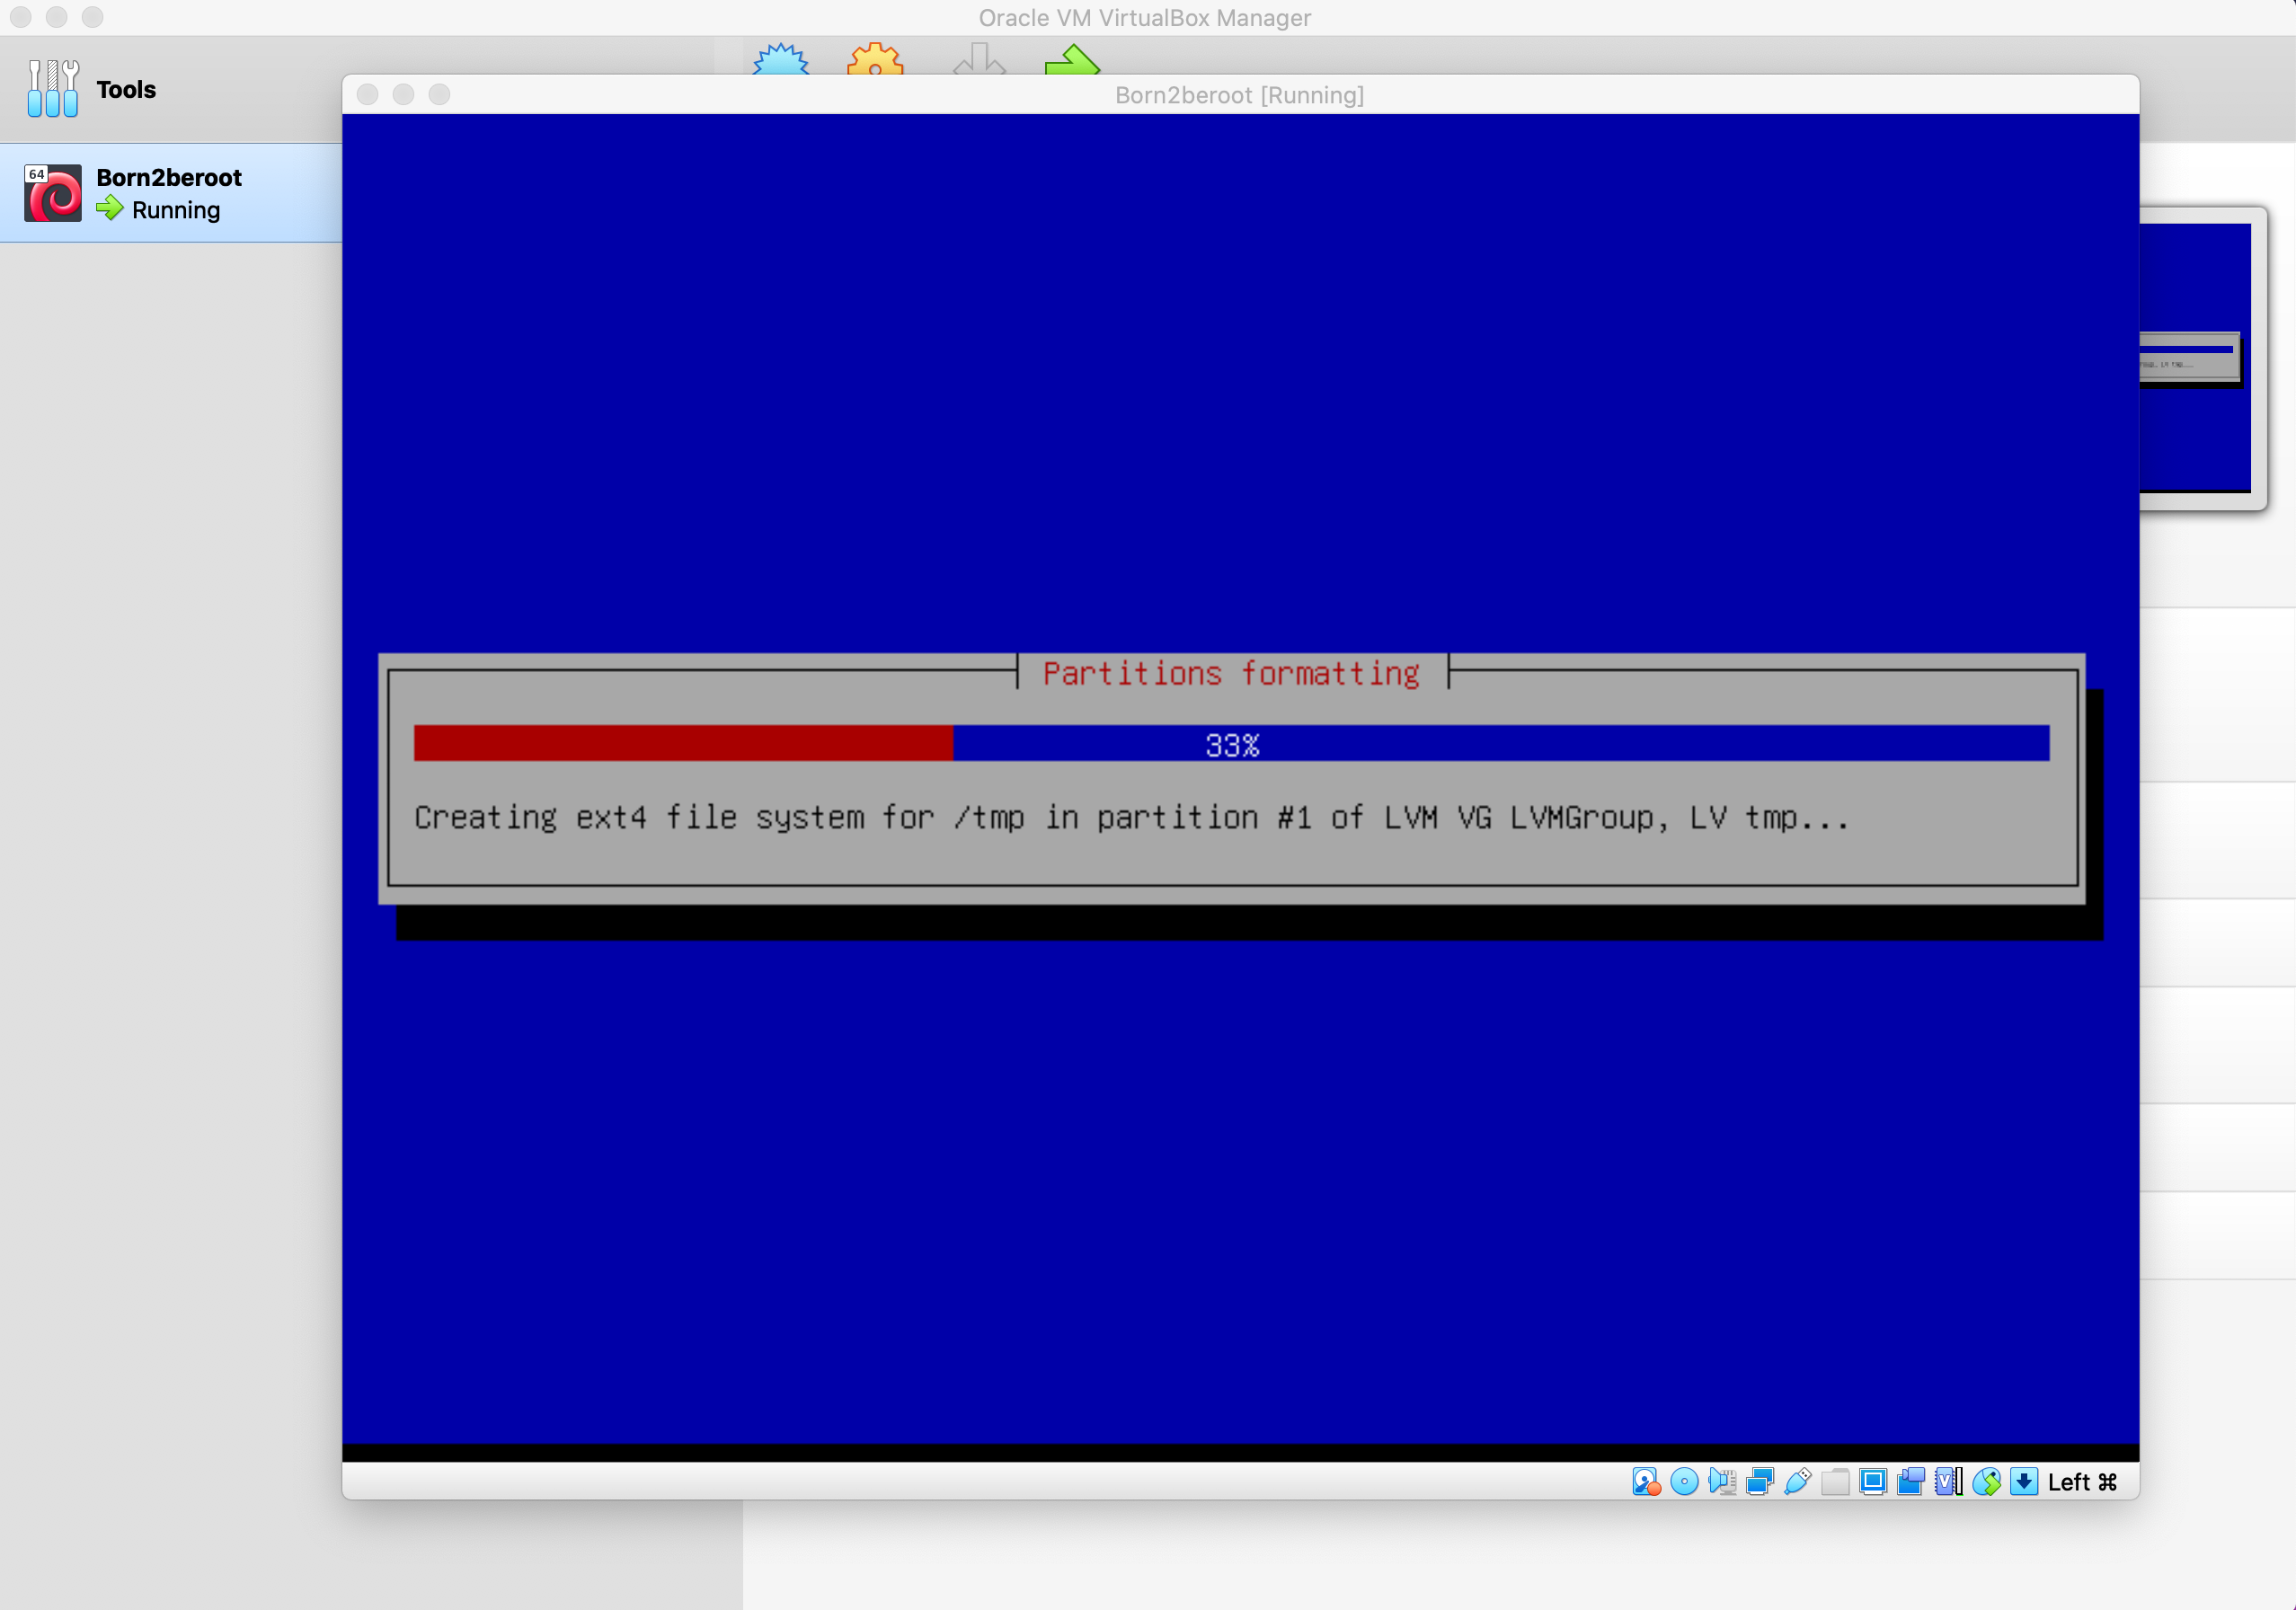 Oracle VM VirtualBox Manager
Tools
Born2beroot [Running]
64
Born2beroot
Running
Partitions formatting
33%
Creating ext4 file system for /tmp in partition #1 of LVM VG LVMGroup, LV tmp...
Left ⌘